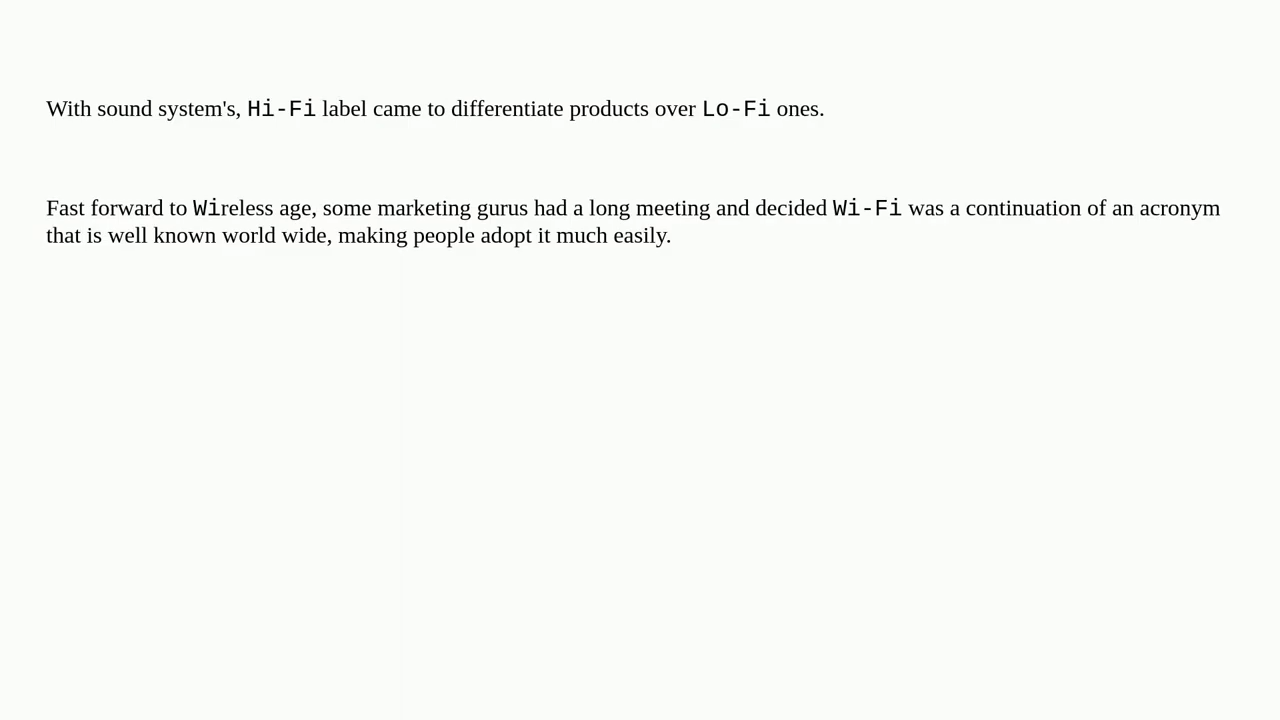 With sound system's, Hi-Fi label came to differentiate products over Lo-Fi ones.
Fast forward to Wireless age, some marketing gurus had a long meeting and decided Wi-Fi was a continuation of an acronym
that is well known world wide, making people adopt it much easily.